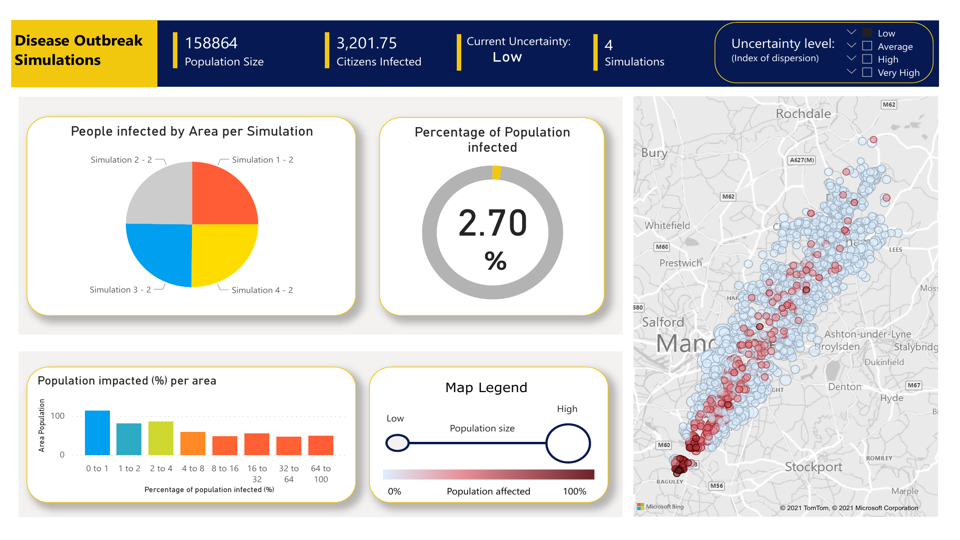 Disease Outbreak
Simulations
158864
Population Size
3,201.75
Citizens Infected
Current Uncertainty:
Low
4
Simulations
Uncertainty level:
(Index of dispersion)
Low
Average
High
Very High
People infected by Area per Simulation
Simulation 2 - 2
Simulation 1 - 2
Simulation 3 - 2
Simulation 4 - 2
Percentage of Population
infected
2.70
%
Population impacted (%) per area
Area Population
100
0
0 to 1
1 to 2
2 to 4
4 to 8
8 to 16
16 to
32
32 to
64
64 to
100
Percentage of population infected (%)
Map Legend
Low
High
Population size
0%
Population affected
100%
M62
Rochdale
A627(M)
Bury
M62
Whitefield
M60
LEES
Prestwich
Salford
Ashton-under-Lyne
Stalybridg
Dukinfield
Denton
M67
Hyde
M60
Stockport
ROMILEY
BAGULEY
M56
Marple
Microsoft Bing
© 2021 TomTom, © 2021 Microsoft Corporation